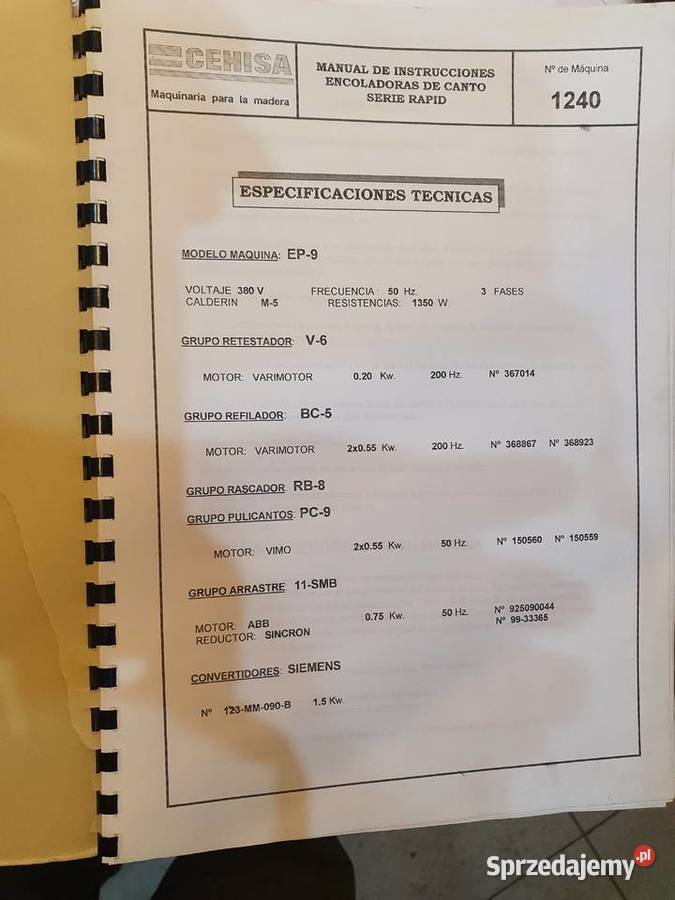 CEHISA
Maquinaria para la madera
MANUAL DE INSTRUCCIONES
ENCOLADORAS DE CANTO
SERIE RAPID
Nº de Máquina
1240
ESPECIFICACIONES TECNICAS
MODELO MAQUINA: EP-9
VOLTAJE 380 V FRECUENCIA : 50 Hz. 3 FASES
CALDERIN M-5 RESISTENCIAS: 1350 W.
GRUPO RETESTADOR: V-6
MOTOR: VARIMOTOR 0.20 Kw. 200 Hz. Nº 367014
GRUPO REFILADOR: BC-5
MOTOR: VARIMOTOR 2x0.55 Kw. 200 Hz. Nº 368867 Nº 368923
GRUPO RASCADOR: RB-8
GRUPO PULICANTOS: PC-9
MOTOR: VIMO 2x0.55 Kw. 50 Hz. Nº 150560 Nº 150559
GRUPO ARRASTRE: 11-SMB
MOTOR: ABB 0.75 Kw. 50 Hz. Nº 925090044
REDUCTOR: SINCRON Nº 99-33365
CONVERTIDORES: SIEMENS
Nº 123-MM-090-B 1.5 Kw.
Sprzedajemy.pl